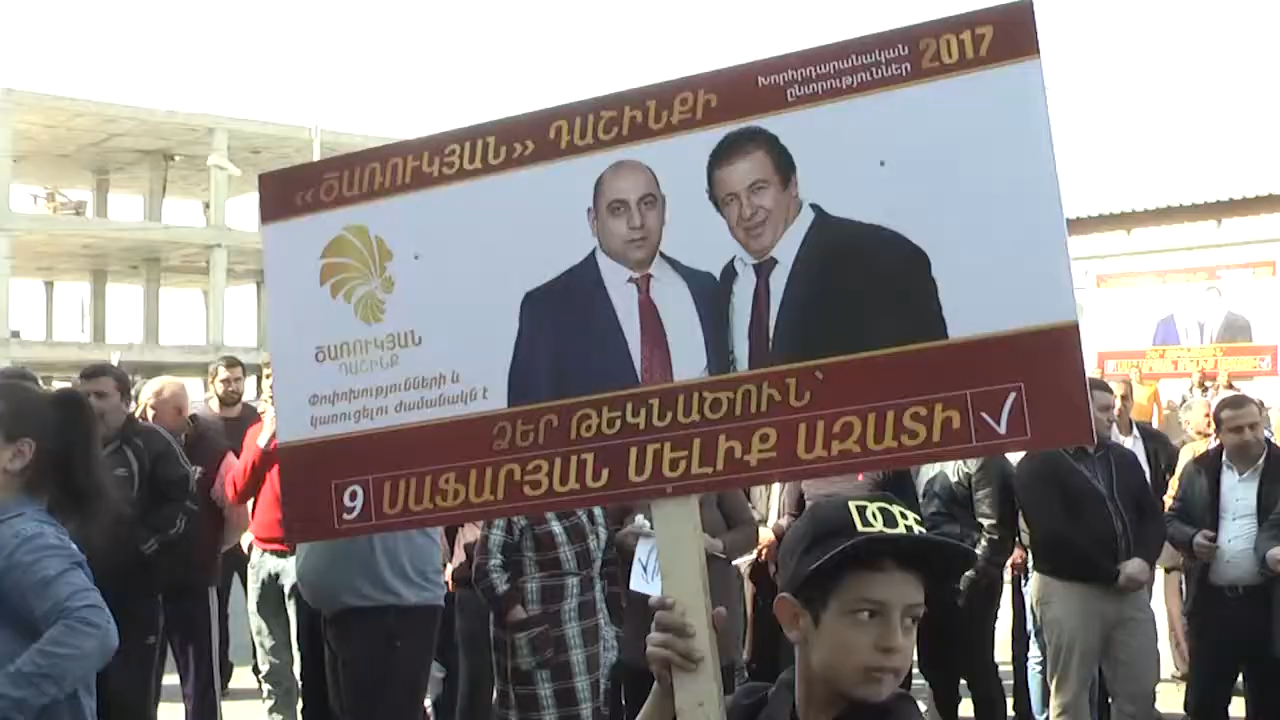 «ԾԱՌՈՒԿՅԱՆ» ԴԱՇԻՆՔԻ
Խորհրդարանական
ընտրություններ
2017
ԾԱՌՈՒԿՅԱՆ
ԴԱՇԻՆՔ
Փոփոխությունների և
կառուցելու ժամանակն է
ՁԵՐ ԹԵԿՆԱԾՈՒՆ՝
9 ՍԱՖԱՐՅԱՆ ՄԵԼԻՔ ԱԶԱՏԻ
DOPE